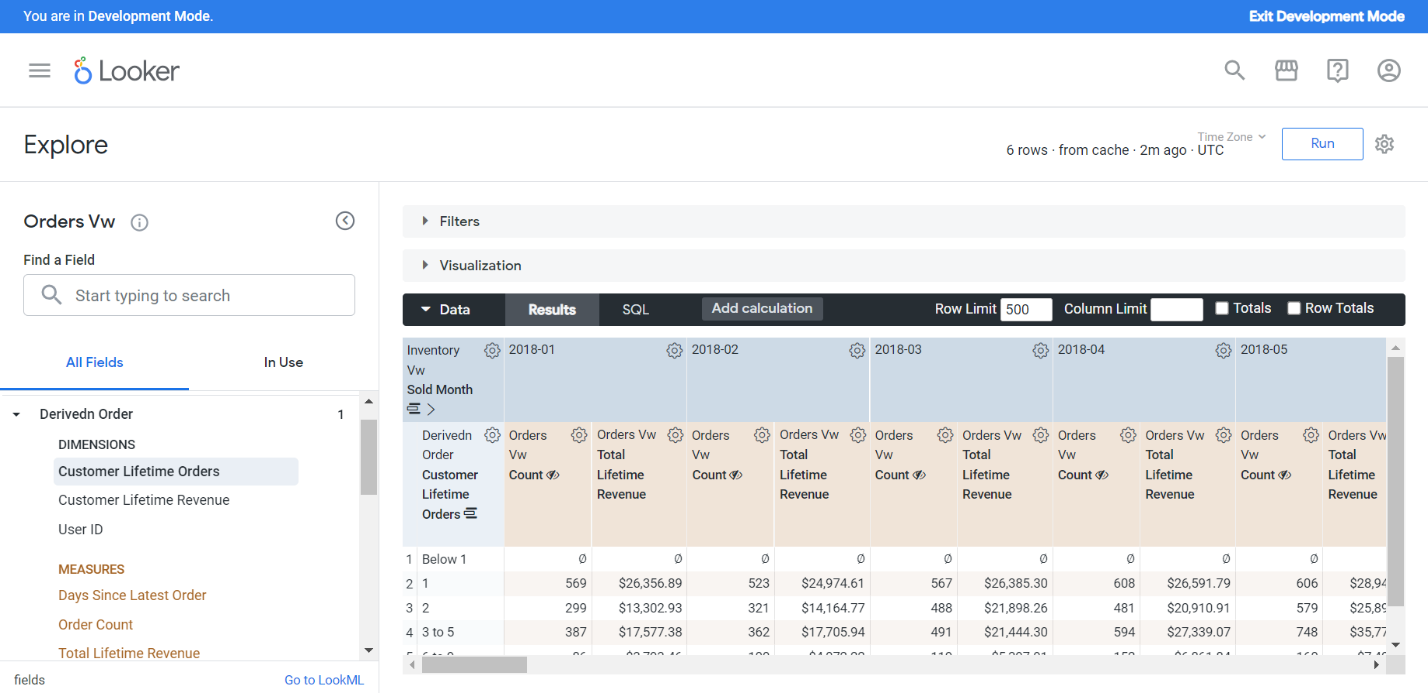 You are in Development Mode.
Exit Development Mode
Looker
Explore
Time Zone
6 rows · from cache · 2m ago · UTC
Run
Orders Vw
Find a Field
Start typing to search
All Fields
In Use
Derivedn Order 1
DIMENSIONS
Customer Lifetime Orders
Customer Lifetime Revenue
User ID
MEASURES
Days Since Latest Order
Order Count
Total Lifetime Revenue
fields
Go to LookML
Filters
Visualization
Data Results SQL Add calculation Row Limit 500 Column Limit Totals Row Totals
Inventory Vw Sold Month 2018-01 2018-02 2018-03 2018-04 2018-05
Derivedn Order Customer Lifetime Orders Orders Vw Count Orders Vw Total Lifetime Revenue Orders Vw Count Orders Vw Total Lifetime Revenue Orders Vw Count Orders Vw Total Lifetime Revenue Orders Vw Count Orders Vw Total Lifetime Revenue Orders Vw Count Orders Vw Total Lifetime Revenue
1 Below 1 Ø Ø Ø Ø Ø Ø Ø Ø Ø
2 1 569 $26,356.89 523 $24,974.61 567 $26,385.30 608 $26,591.79 606 $28,94
3 2 299 $13,302.93 321 $14,164.77 488 $21,898.26 481 $20,910.91 579 $25,89
4 3 to 5 387 $17,577.38 362 $17,705.94 491 $21,444.30 594 $27,339.07 748 $35,77